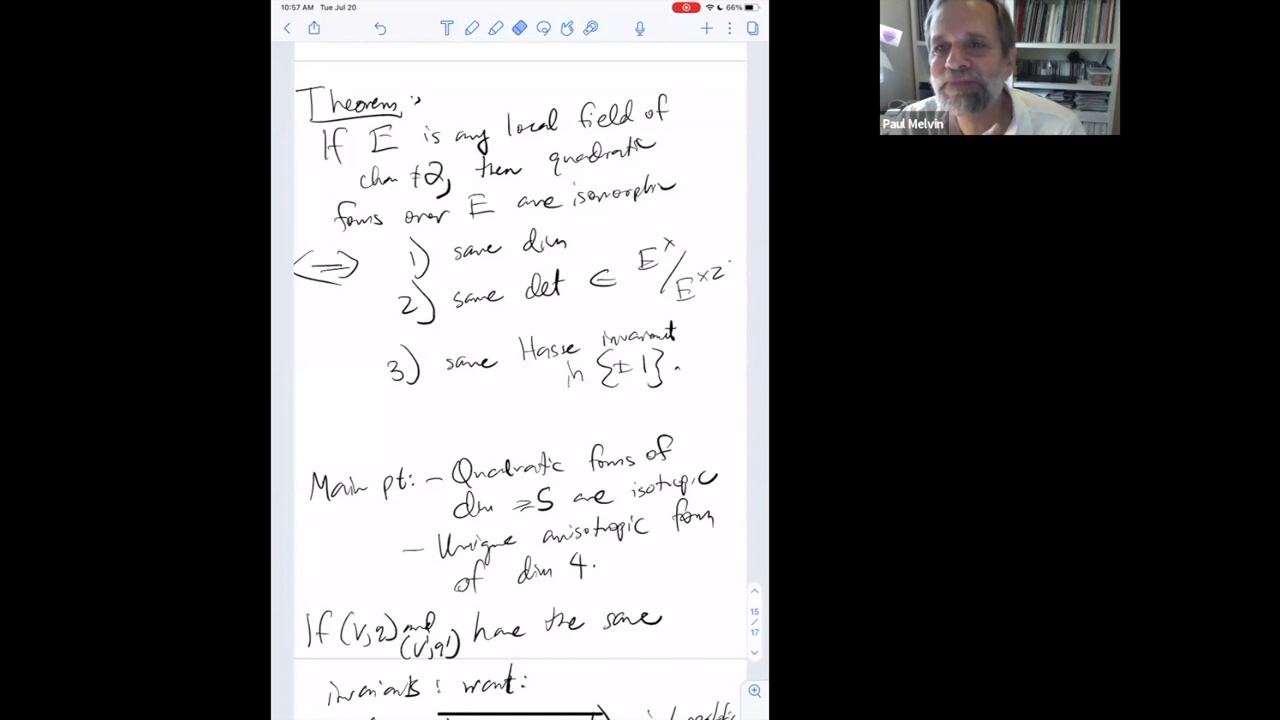 10:57 AM Tue Jul 20
66%
Theorem:
If E is any local field of
char ≠2, then quadratic
forms over E are isomorphic
⇔ 1) same dim
2) same det ∈ E^×/E^×2.
3) same Hasse invariant
in {±1}.
Main pt: - Quadratic forms of
dim ≥5 are isotropic
- Unique anisotropic form
of dim 4.
If (V,q) and (V',q') have the same
invariants: want:
15
/
17
Paul Melvin